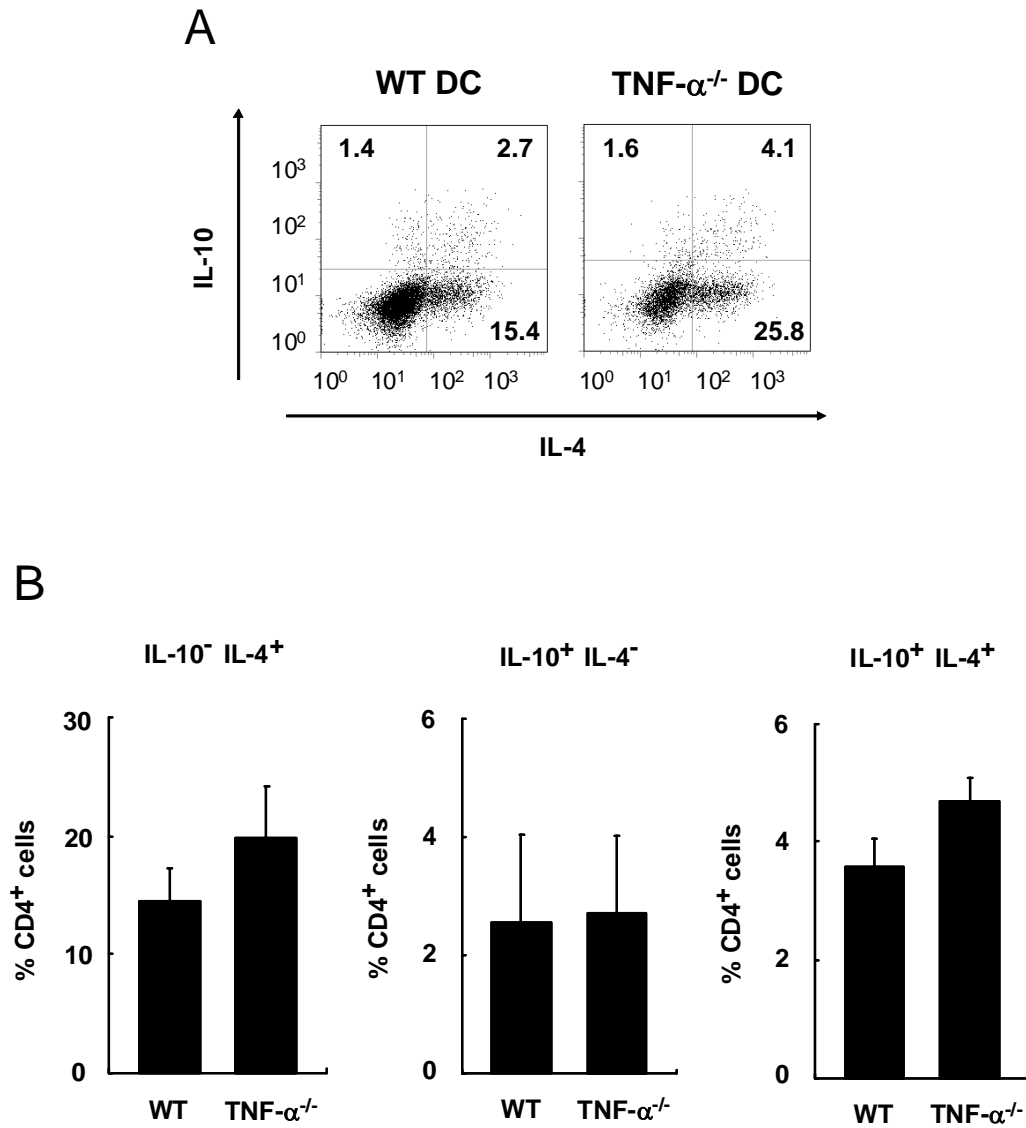 A
WT DC
TNF-α-/- DC
IL-10
10³
10²
10¹
10⁰
1.4 2.7
15.4
1.6 4.1
25.8
10⁰ 10¹ 10² 10³
10⁰ 10¹ 10² 10³
IL-4
B
IL-10⁻ IL-4⁺
% CD4⁺ cells
30
20
10
0
WT TNF-α-/-
IL-10⁺ IL-4⁻
% CD4⁺ cells
6
4
2
0
WT TNF-α-/-
IL-10⁺ IL-4⁺
% CD4⁺ cells
6
4
2
0
WT TNF-α-/-